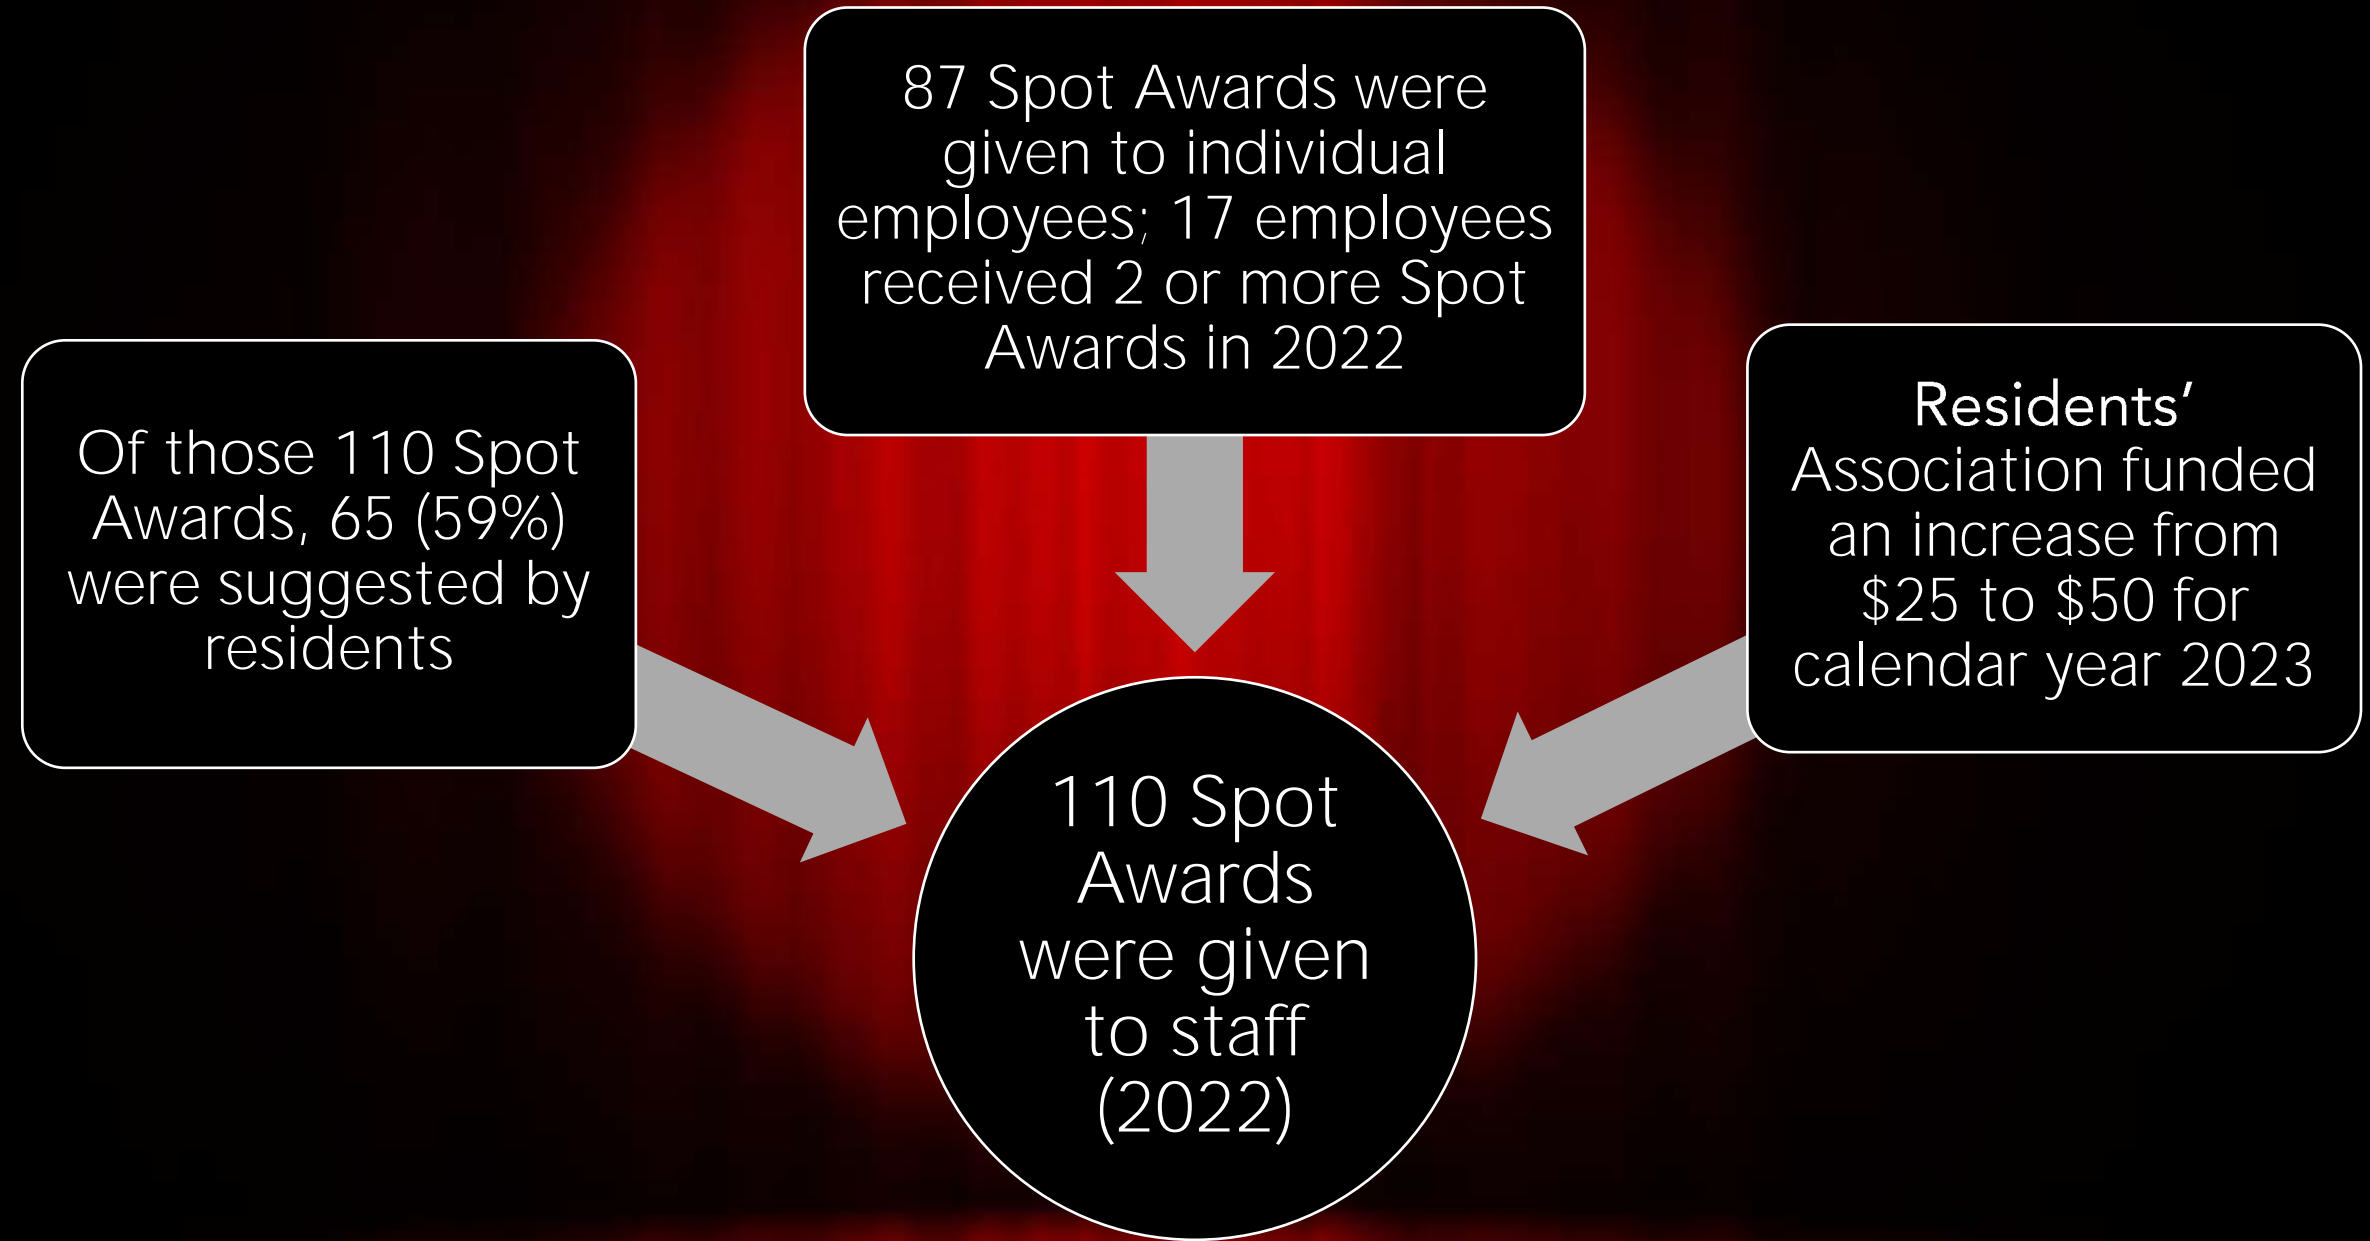 87 Spot Awards were
given to individual
employees; 17 employees
received 2 or more Spot
Awards in 2022
Of those 110 Spot
Awards, 65 (59%)
were suggested by
residents
Residents’
Association funded
an increase from
$25 to $50 for
calendar year 2023
110 Spot
Awards
were given
to staff
(2022)